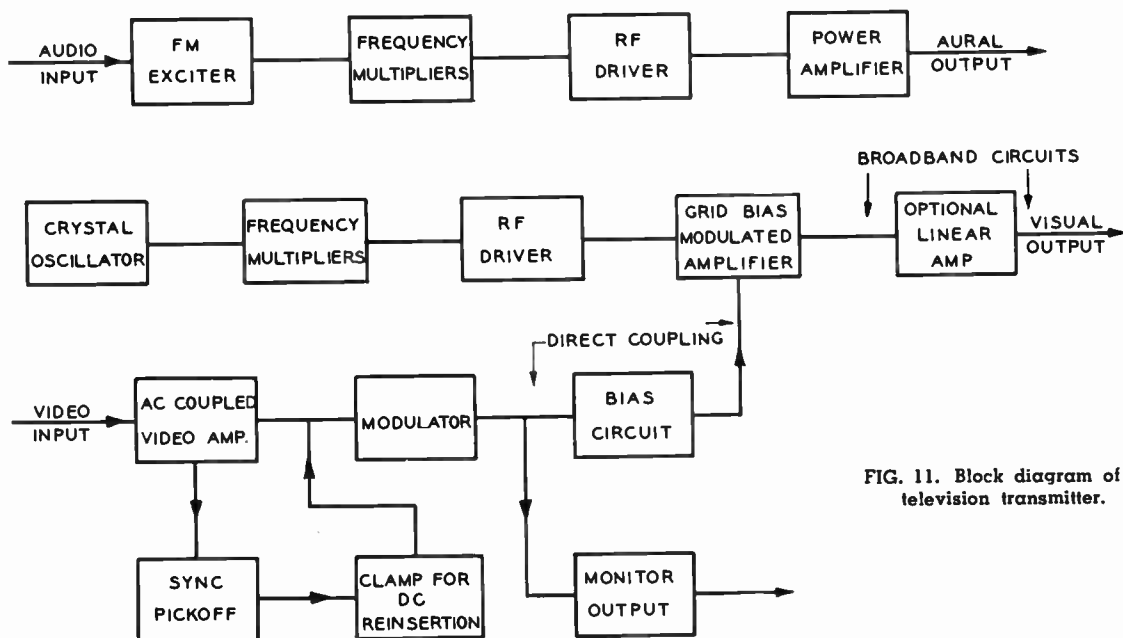 AUDIO
INPUT
FM
EXCITER
FREQUENCY
MULTIPLIERS
RF
DRIVER
POWER
AMPLIFIER
AURAL
OUTPUT
BROADBAND CIRCUITS
CRYSTAL
OSCILLATOR
FREQUENCY
MULTIPLIERS
RF
DRIVER
GRID BIAS
MODULATED
AMPLIFIER
OPTIONAL
LINEAR
AMP
VISUAL
OUTPUT
DIRECT COUPLING
VIDEO
INPUT
AC COUPLED
VIDEO AMP.
MODULATOR
BIAS
CIRCUIT
SYNC
PICKOFF
CLAMP FOR
DC
REINSERTION
MONITOR
OUTPUT
FIG. 11. Block diagram of
television transmitter.